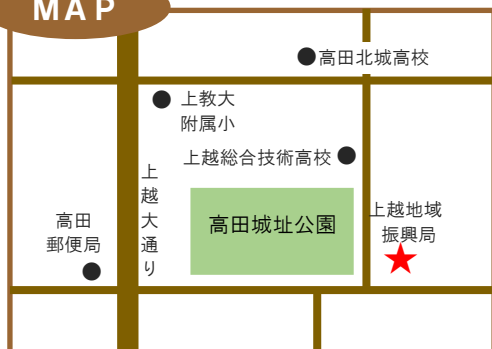 MAP
高田北城高校
上教大
附属小
上越総合技術高校
上越大通り
高田城址公園
上越地域
振興局
高田
郵便局